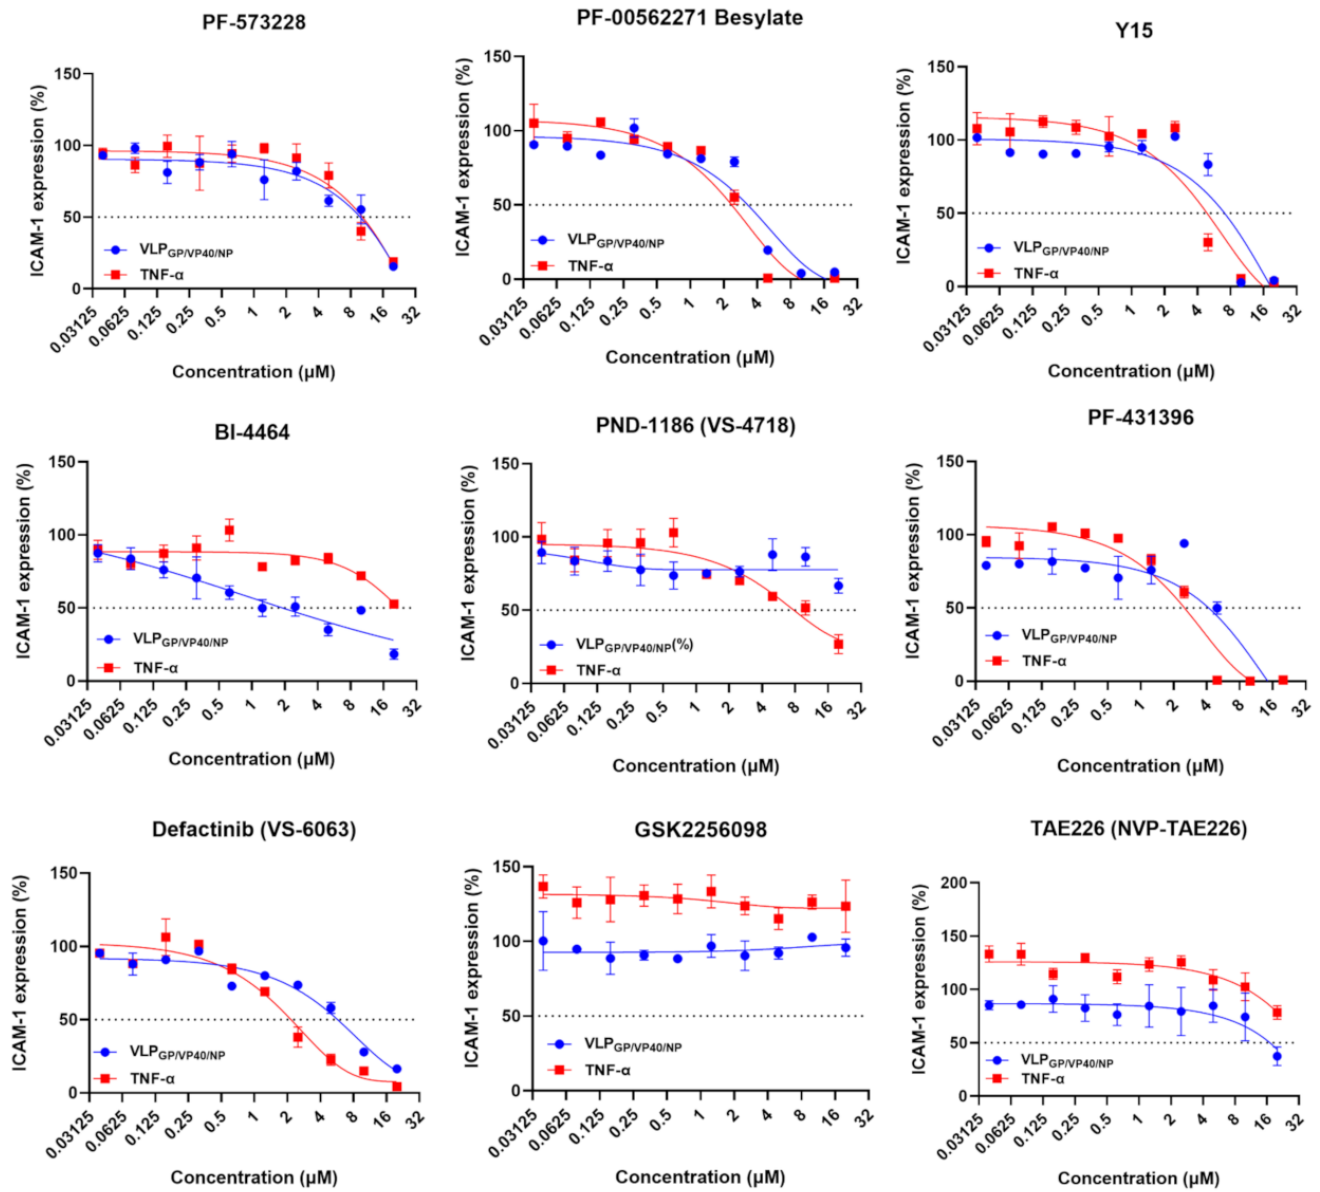 PF-573228
ICAM-1 expression (%)
150
100
50
0
VLPGP/VP40/NP
TNF-α
0.03125 0.0625 0.125 0.25 0.5 1 2 4 8 16 32
Concentration (µM)
PF-00562271 Besylate
ICAM-1 expression (%)
150
100
50
0
VLPGP/VP40/NP
TNF-α
0.03125 0.0625 0.125 0.25 0.5 1 2 4 8 16 32
Concentration (µM)
Y15
ICAM-1 expression (%)
150
100
50
0
VLPGP/VP40/NP
TNF-α
0.03125 0.0625 0.125 0.25 0.5 1 2 4 8 16 32
Concentration (µM)
BI-4464
ICAM-1 expression (%)
150
100
50
0
VLPGP/VP40/NP
TNF-α
0.03125 0.0625 0.125 0.25 0.5 1 2 4 8 16 32
Concentration (µM)
PND-1186 (VS-4718)
ICAM-1 expression (%)
150
100
50
0
VLPGP/VP40/NP(%)
TNF-α
0.03125 0.0625 0.125 0.25 0.5 1 2 4 8 16 32
Concentration (µM)
PF-431396
ICAM-1 expression (%)
150
100
50
0
VLPGP/VP40/NP
TNF-α
0.03125 0.0625 0.125 0.25 0.5 1 2 4 8 16 32
Concentration (µM)
Defactinib (VS-6063)
ICAM-1 expression (%)
150
100
50
0
VLPGP/VP40/NP
TNF-α
0.03125 0.0625 0.125 0.25 0.5 1 2 4 8 16 32
Concentration (µM)
GSK2256098
ICAM-1 expression (%)
150
100
50
0
VLPGP/VP40/NP
TNF-α
0.03125 0.0625 0.125 0.25 0.5 1 2 4 8 16 32
Concentration (µM)
TAE226 (NVP-TAE226)
ICAM-1 expression (%)
200
150
100
50
0
VLPGP/VP40/NP
TNF-α
0.03125 0.0625 0.125 0.25 0.5 1 2 4 8 16 32
Concentration (µM)